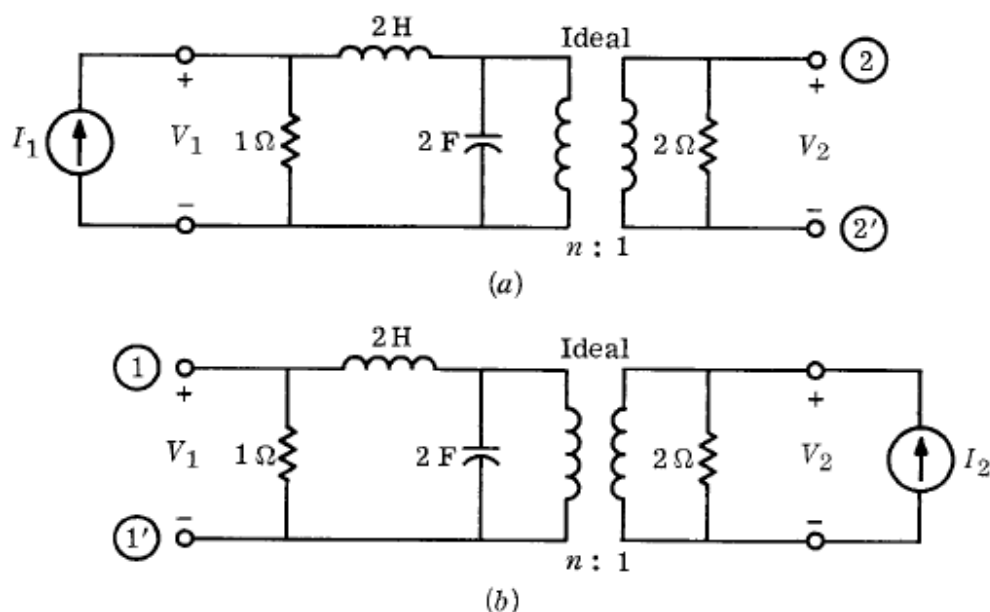 2 H
Ideal
2
+
+
I1
V1
1 Ω
2 F
2 Ω
V2
−
−
2'
n : 1
(a)
2 H
Ideal
1
+
+
V1
1 Ω
2 F
2 Ω
V2
I2
−
−
1'
n : 1
(b)